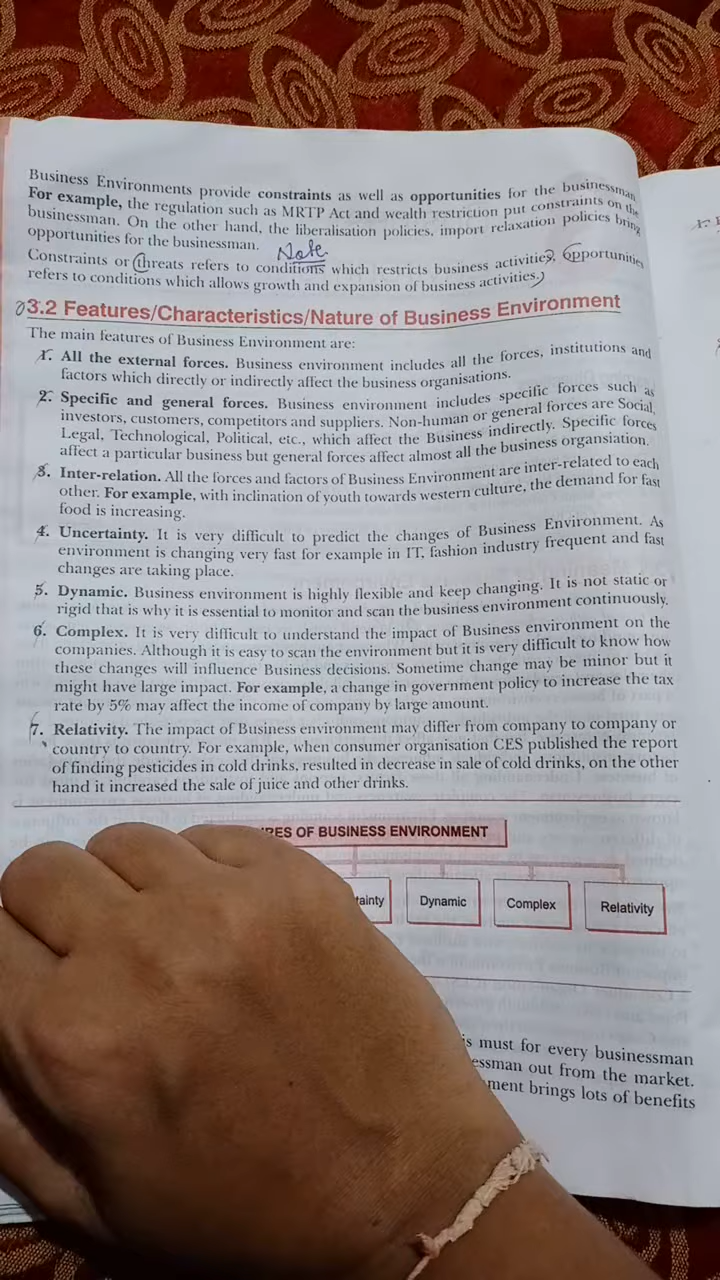 Business Environments provide constraints as well as opportunities for the businessman
For example, the regulation such as MRTP Act and wealth restriction put constraints on the
businessman. On the other hand, the liberalisation policies, import relaxation policies bring
opportunities for the businessman.
Note
Constraints or threats refers to conditions which restricts business activities, opportunities
refers to conditions which allows growth and expansion of business activities.
3.2 Features/Characteristics/Nature of Business Environment
The main features of Business Environment are:
1. All the external forces. Business environment includes all the forces, institutions and
factors which directly or indirectly affect the business organisations.
2. Specific and general forces. Business environment includes specific forces such as
investors, customers, competitors and suppliers. Non-human or general forces are Social,
Legal, Technological, Political, etc., which affect the Business indirectly. Specific forces
affect a particular business but general forces affect almost all the business organsiation.
3. Inter-relation. All the forces and factors of Business Environment are inter-related to each
other. For example, with inclination of youth towards western culture, the demand for fast
food is increasing.
4. Uncertainty. It is very difficult to predict the changes of Business Environment. As
environment is changing very fast for example in IT, fashion industry frequent and fast
changes are taking place.
5. Dynamic. Business environment is highly flexible and keep changing. It is not static or
rigid that is why it is essential to monitor and scan the business environment continuously.
6. Complex. It is very difficult to understand the impact of Business environment on the
companies. Although it is easy to scan the environment but it is very difficult to know how
these changes will influence Business decisions. Sometime change may be minor but it
might have large impact. For example, a change in government policy to increase the tax
rate by 5% may affect the income of company by large amount.
7. Relativity. The impact of Business environment may differ from company to company or
country to country. For example, when consumer organisation CES published the report
of finding pesticides in cold drinks, resulted in decrease in sale of cold drinks, on the other
hand it increased the sale of juice and other drinks.
RES OF BUSINESS ENVIRONMENT
tainty Dynamic Complex Relativity
is must for every businessman
essman out from the market.
ment brings lots of benefits